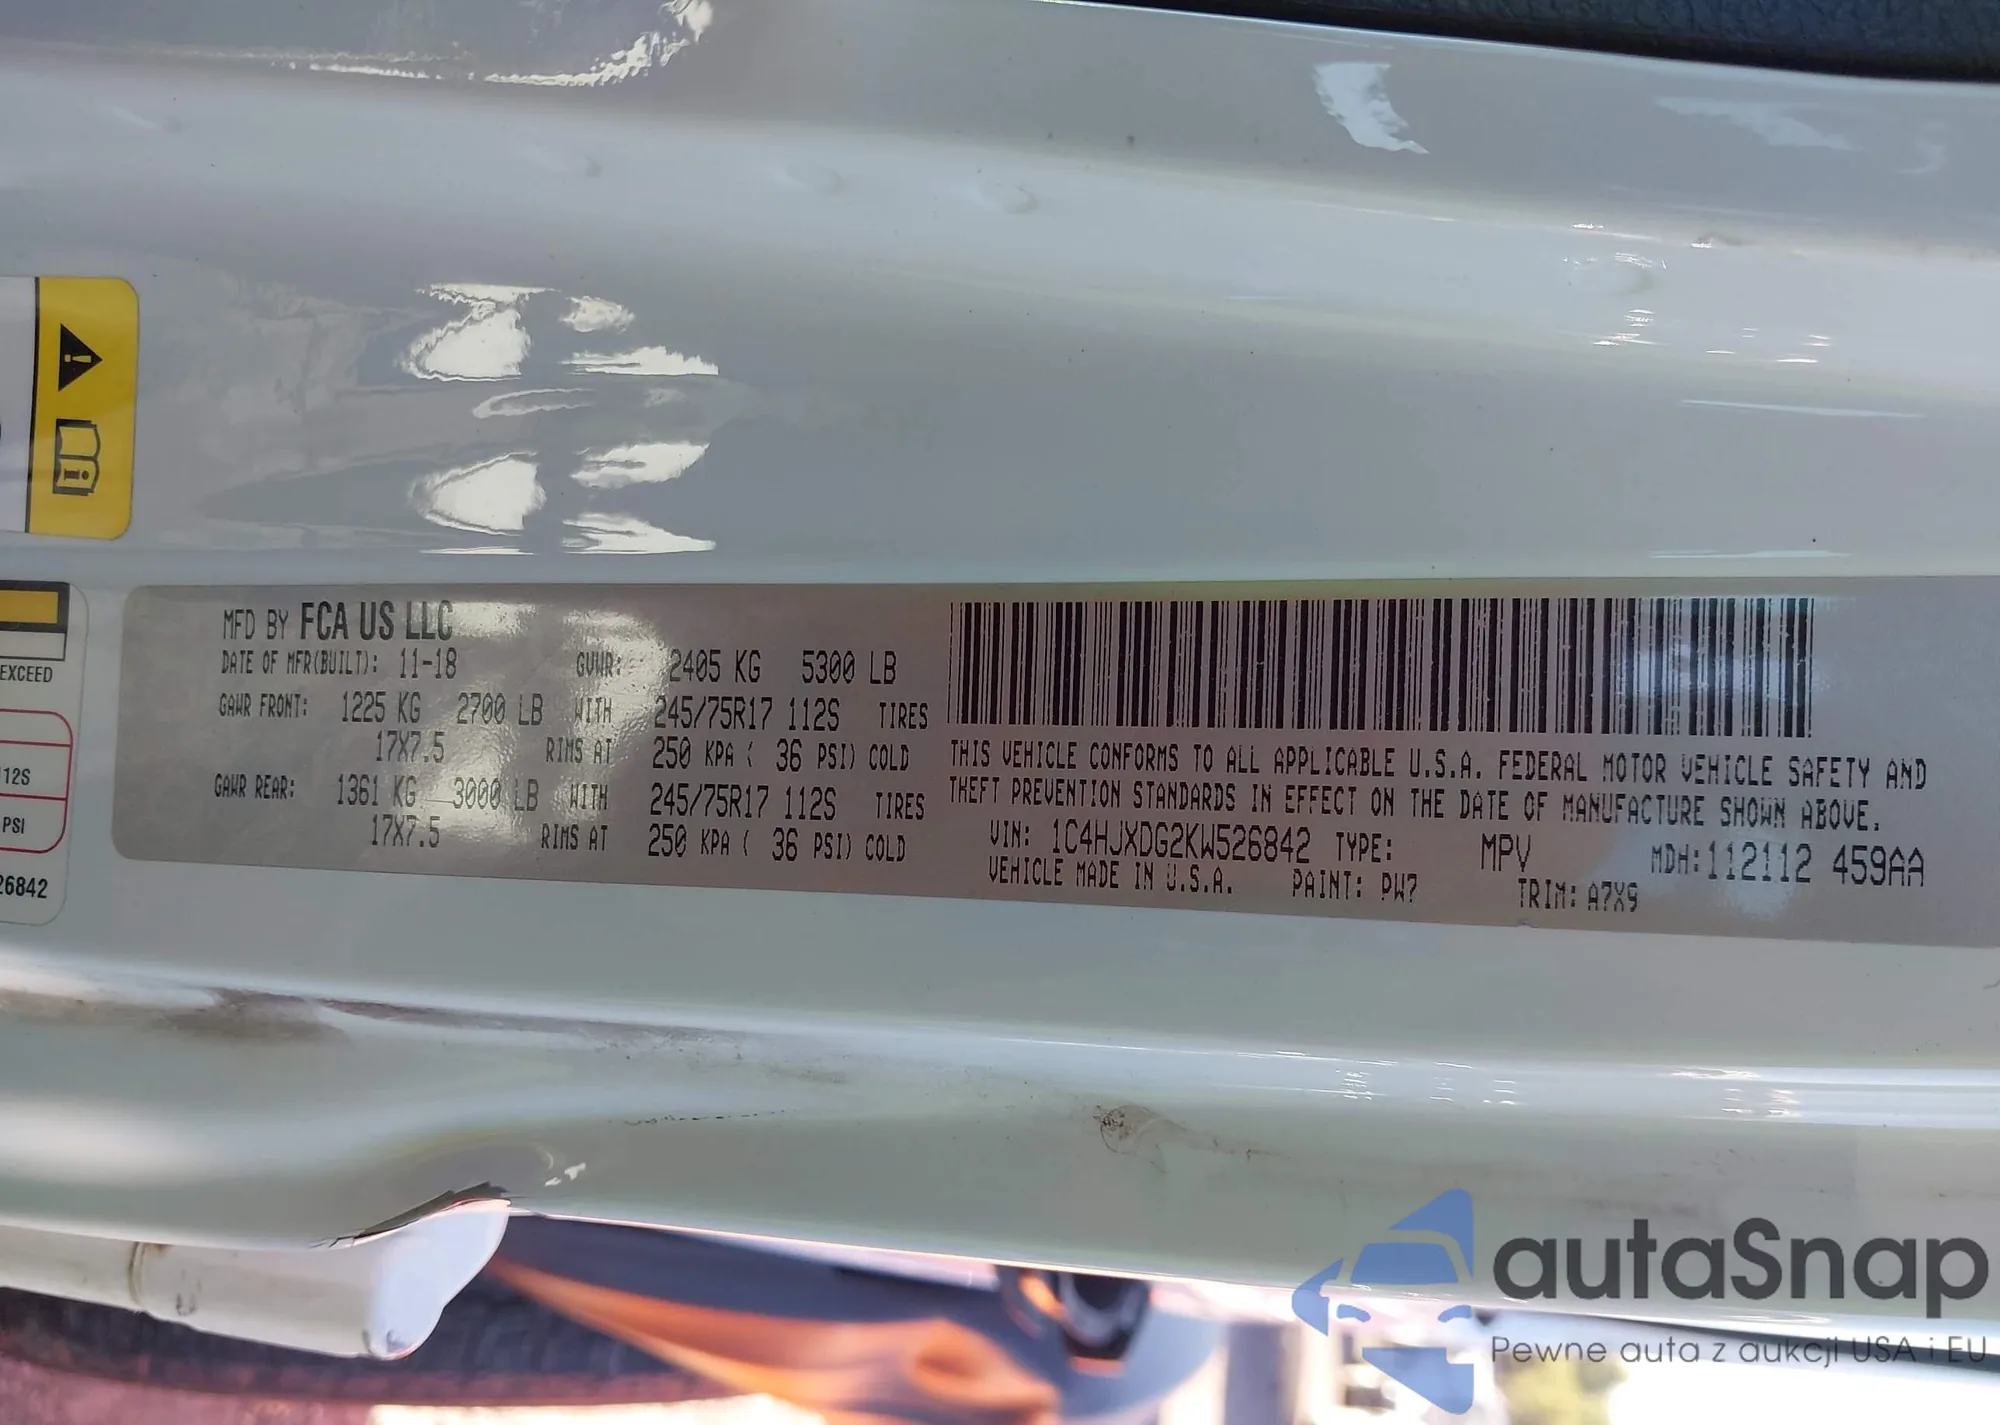 MFD BY FCA US LLC
DATE OF MFR(BUILT): 11-18 GVWR: 2405 KG 5300 LB
GAWR FRONT: 1225 KG 2700 LB WITH 245/75R17 112S TIRES
17X7.5 RIMS AT 250 KPA ( 36 PSI) COLD
GAWR REAR: 1361 KG 3000 LB WITH 245/75R17 112S TIRES
17X7.5 RIMS AT 250 KPA ( 36 PSI) COLD
THIS VEHICLE CONFORMS TO ALL APPLICABLE U.S.A. FEDERAL MOTOR VEHICLE SAFETY AND
THEFT PREVENTION STANDARDS IN EFFECT ON THE DATE OF MANUFACTURE SHOWN ABOVE.
VIN: 1C4HJXDG2KW526842 TYPE: MPV MDH: 112112 459AA
VEHICLE MADE IN U.S.A. PAINT: PW7 TRIM: A7X9
EXCEED
112S
PSI
26842
autaSnap
Pewne auta z aukcji USA i EU